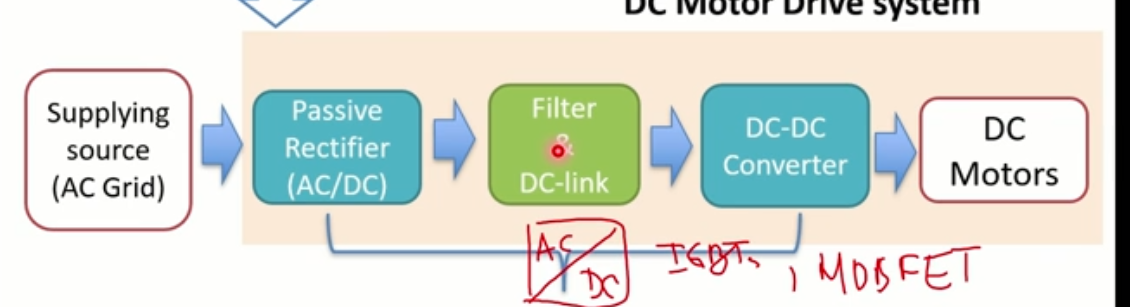 DC Motor Drive system
Supplying
source
(AC Grid)
Passive
Rectifier
(AC/DC)
Filter
&
DC-link
DC-DC
Converter
DC
Motors
AC
DC
IGBT, , MOSFET